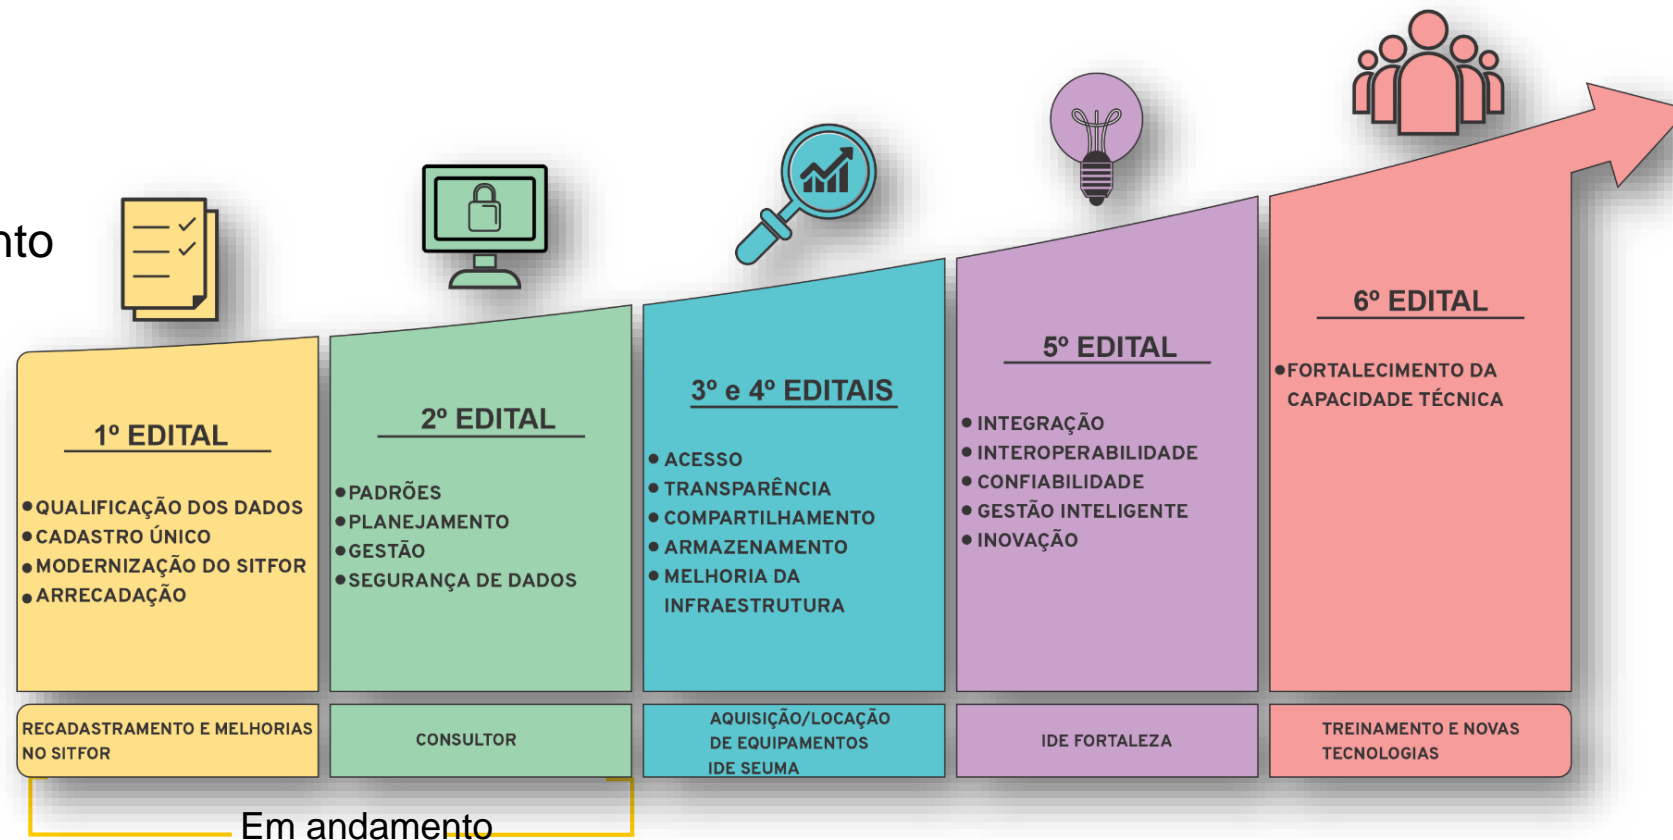 nto
1º EDITAL
●QUALIFICAÇÃO DOS DADOS
●CADASTRO ÚNICO
●MODERNIZAÇÃO DO SITFOR
●ARRECADAÇÃO
RECADASTRAMENTO E MELHORIAS
NO SITFOR
2º EDITAL
●PADRÕES
●PLANEJAMENTO
●GESTÃO
●SEGURANÇA DE DADOS
CONSULTOR
3º e 4º EDITAIS
● ACESSO
● TRANSPARÊNCIA
● COMPARTILHAMENTO
● ARMAZENAMENTO
● MELHORIA DA
INFRAESTRUTURA
AQUISIÇÃO/LOCAÇÃO
DE EQUIPAMENTOS
IDE SEUMA
5º EDITAL
● INTEGRAÇÃO
● INTEROPERABILIDADE
● CONFIABILIDADE
● GESTÃO INTELIGENTE
● INOVAÇÃO
IDE FORTALEZA
6º EDITAL
●FORTALECIMENTO DA
CAPACIDADE TÉCNICA
TREINAMENTO E NOVAS
TECNOLOGIAS
Em andamento